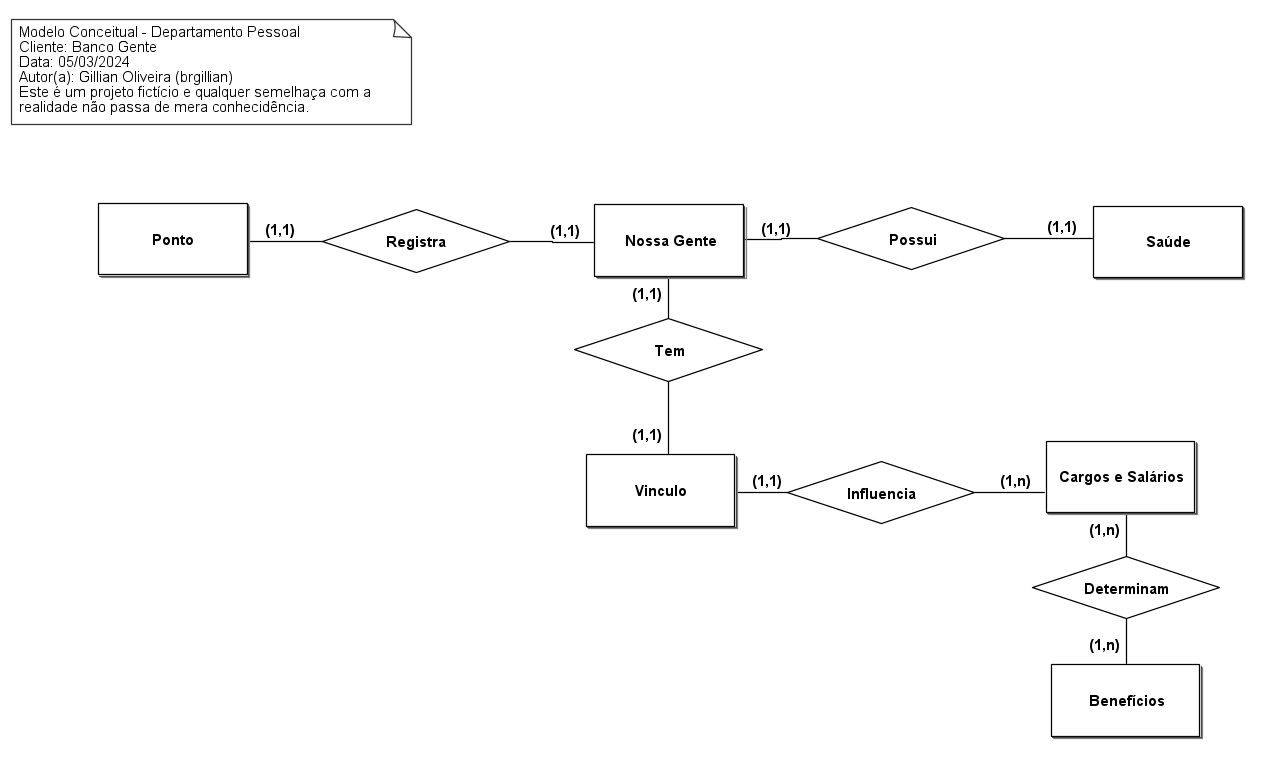 Modelo Conceitual - Departamento Pessoal
Cliente: Banco Gente
Data: 05/03/2024
Autor(a): Gillian Oliveira (brgillian)
Este é um projeto fictício e qualquer semelhaça com a
realidade não passa de mera conhecidência.
Ponto
(1,1)
Registra
(1,1)
Nossa Gente
(1,1)
Possui
(1,1)
Saúde
(1,1)
Tem
(1,1)
Vinculo
(1,1)
Influencia
(1,n)
Cargos e Salários
(1,n)
Determinam
(1,n)
Benefícios